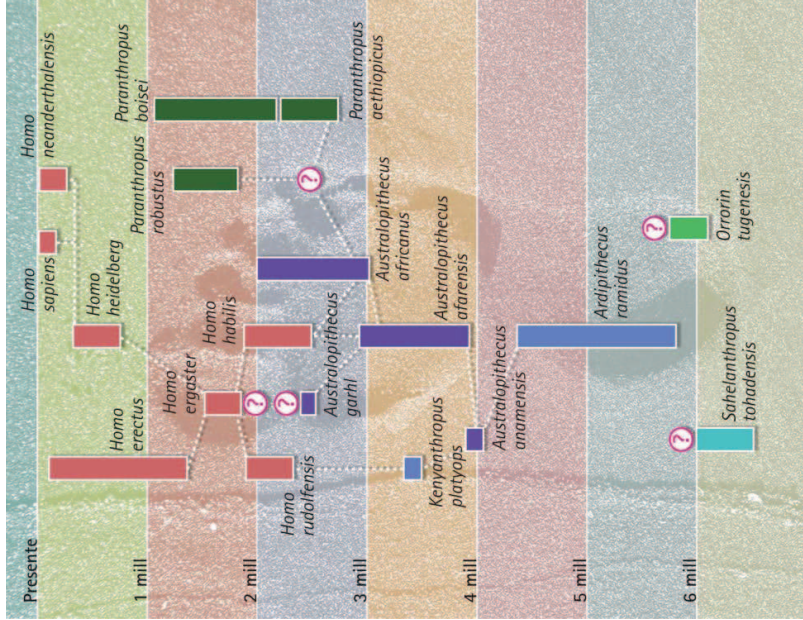 Presente
1 mill
2 mill
3 mill
4 mill
5 mill
6 mill
Homo
erectus
Homo
rudolfensis
Kenyanthropus
platyops
Sahelanthropus
tohadensis
?
Homo
ergaster
?
?
Australopithecus
garhl
Australopithecus
anamensis
Homo
sapiens
Homo
heidelberg
Homo
habilis
Australopithecus
afarensis
Ardipithecus
ramidus
Australopithecus
africanus
Homo
neanderthalensis
Paranthropus
robustus
?
?
Orrorin
tugenesis
Paranthropus
boisei
Paranthropus
aethiopicus